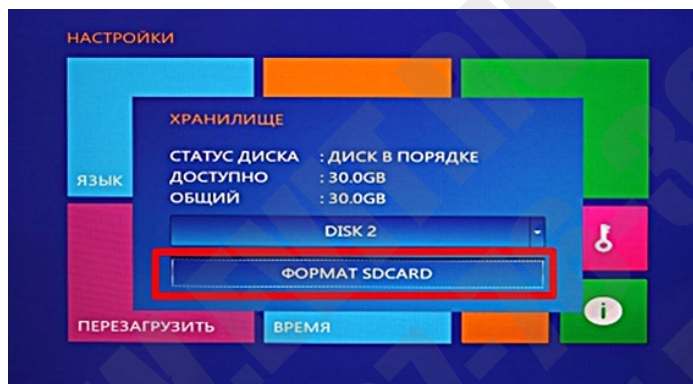 НАСТРОЙКИ
ХРАНИЛИЩЕ
СТАТУС ДИСКА : ДИСК В ПОРЯДКЕ
ДОСТУПНО : 30.0GB
ОБЩИЙ : 30.0GB
DISK 2
ФОРМАТ SDCARD
ЯЗЫК
ПЕРЕЗАГРУЗИТЬ
ВРЕМЯ